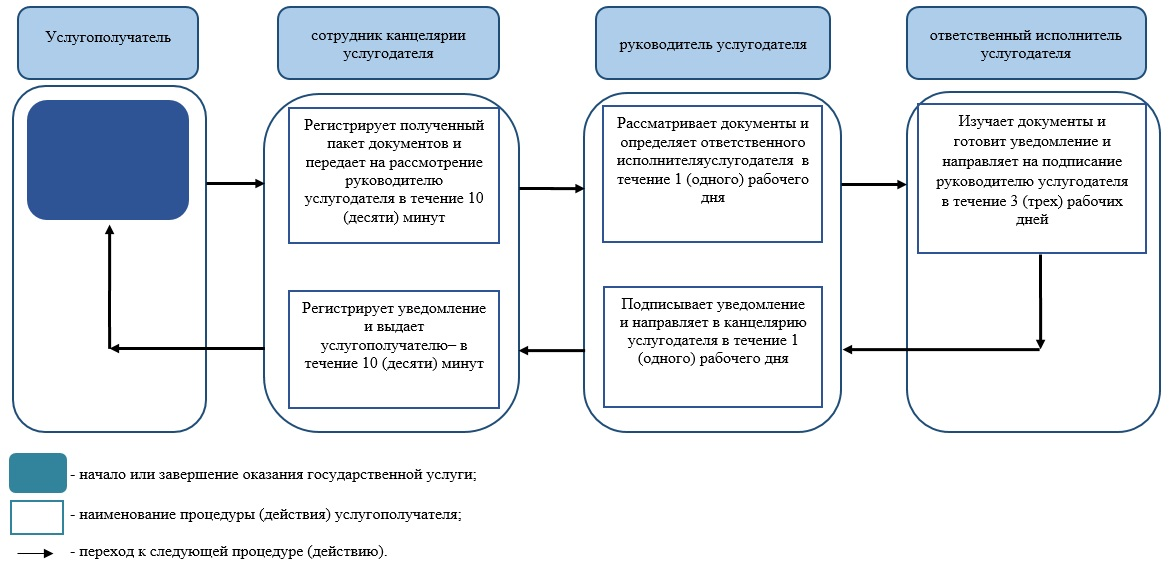 Услугополучатель
сотрудник канцелярии
услугодателя
руководитель услугодателя
ответственный исполнитель
услугодателя
Регистрирует полученный
пакет документов и
передает на рассмотрение
руководителю
услугодателя в течение 10
(десяти) минут
Рассматривает документы и
определяет ответственного
исполнителяуслугодателя в
течение 1 (одного) рабочего
дня
Изучает документы и
готовит уведомление и
направляет на подписание
руководителю услугодателя
в течение 3 (трех) рабочих
дней
Регистрирует уведомление
и выдает
услугополучателю– в
течение 10 (десяти) минут
Подписывает уведомление
и направляет в канцелярию
услугодателя в течение 1
(одного) рабочего дня
- начало или завершение оказания государственной услуги;
- наименование процедуры (действия) услугополучателя;
- переход к следующей процедуре (действию).